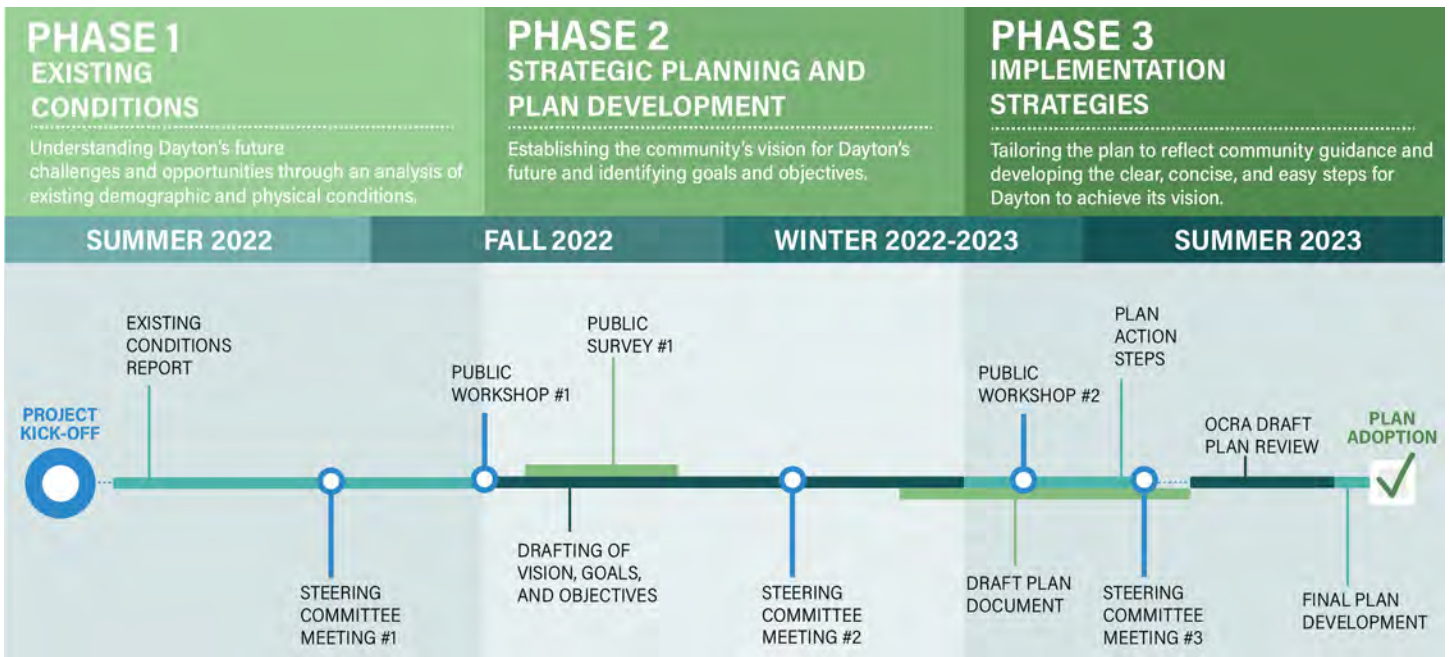 PHASE 1
EXISTING
CONDITIONS
Understanding Dayton's future
challenges and opportunities through an analysis of
existing demographic and physical conditions.
PHASE 2
STRATEGIC PLANNING AND
PLAN DEVELOPMENT
Establishing the community's vision for Dayton's
future and identifying goals and objectives.
PHASE 3
IMPLEMENTATION
STRATEGIES
Tailoring the plan to reflect community guidance and
developing the clear, concise, and easy steps for
Dayton to achieve its vision.
SUMMER 2022
FALL 2022
WINTER 2022-2023
SUMMER 2023
PROJECT
KICK-OFF
EXISTING
CONDITIONS
REPORT
STEERING
COMMITTEE
MEETING #1
PUBLIC
WORKSHOP #1
PUBLIC
SURVEY #1
DRAFTING OF
VISION, GOALS,
AND OBJECTIVES
STEERING
COMMITTEE
MEETING #2
PUBLIC
WORKSHOP #2
DRAFT PLAN
DOCUMENT
PLAN
ACTION
STEPS
STEERING
COMMITTEE
MEETING #3
OCRA DRAFT
PLAN REVIEW
FINAL PLAN
DEVELOPMENT
PLAN
ADOPTION